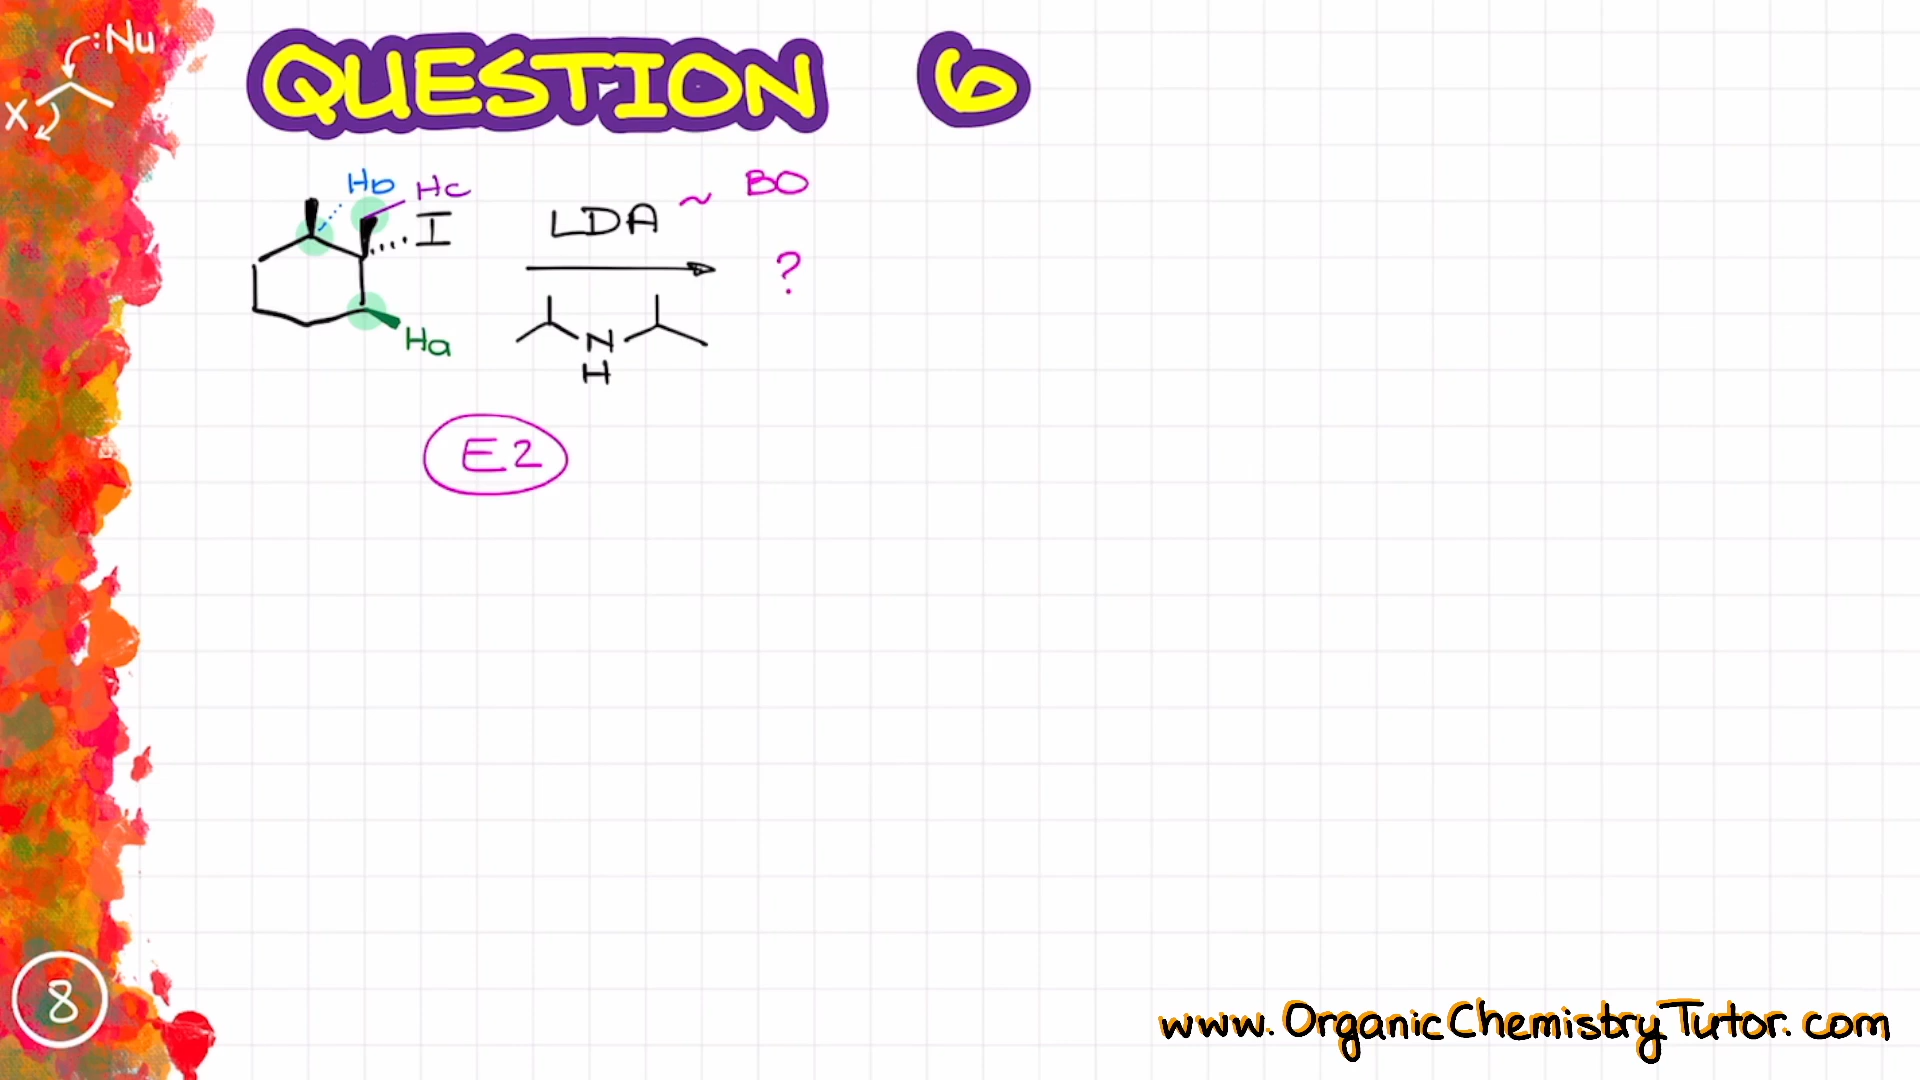 :Nu
X
QUESTION 6
Hb
Hc
I
Ha
LDA ~ BO
?
N
H
E2
8
www.OrganicChemistryTutor.com